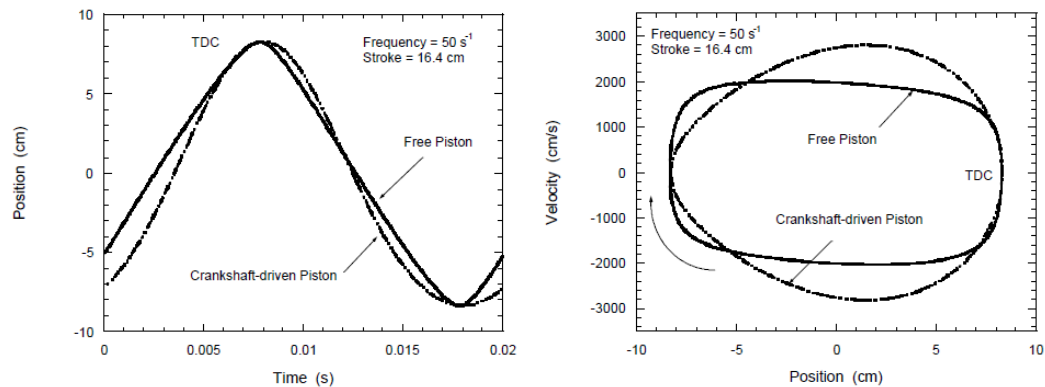 10
5
0
-5
-10
Position (cm)
TDC
Frequency = 50 s⁻¹
Stroke = 16.4 cm
Free Piston
Crankshaft-driven Piston
0
0.005
0.01
0.015
0.02
Time (s)
3000
2000
1000
0
-1000
-2000
-3000
Velocity (cm/s)
Frequency = 50 s⁻¹
Stroke = 16.4 cm
Free Piston
TDC
Crankshaft-driven Piston
-10
-5
0
5
10
Position (cm)